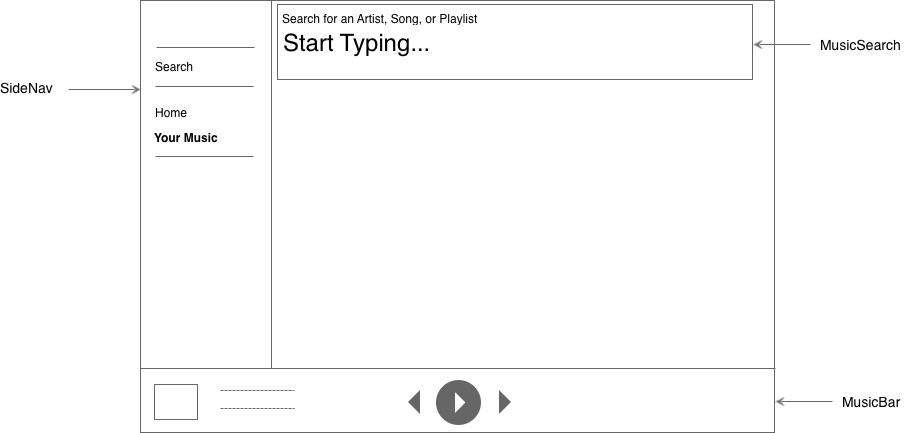 Search for an Artist, Song, or Playlist
Start Typing...
MusicSearch
Search
SideNav
Home
Your Music
MusicBar